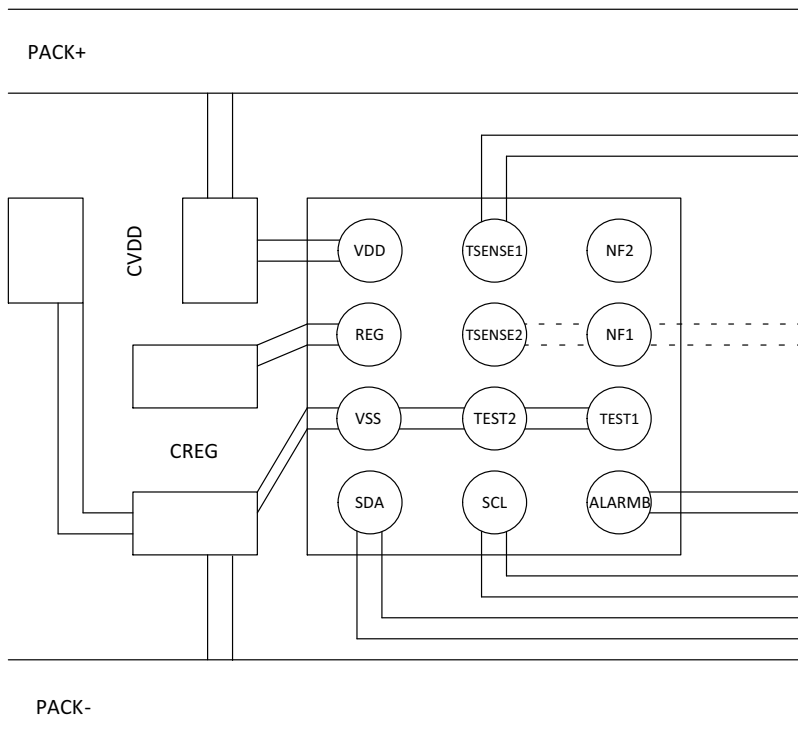 PACK+
CVDD
VDD TSENSE1 NF2
REG TSENSE2 NF1
VSS TEST2 TEST1
CREG
SDA SCL ALARMB
PACK-